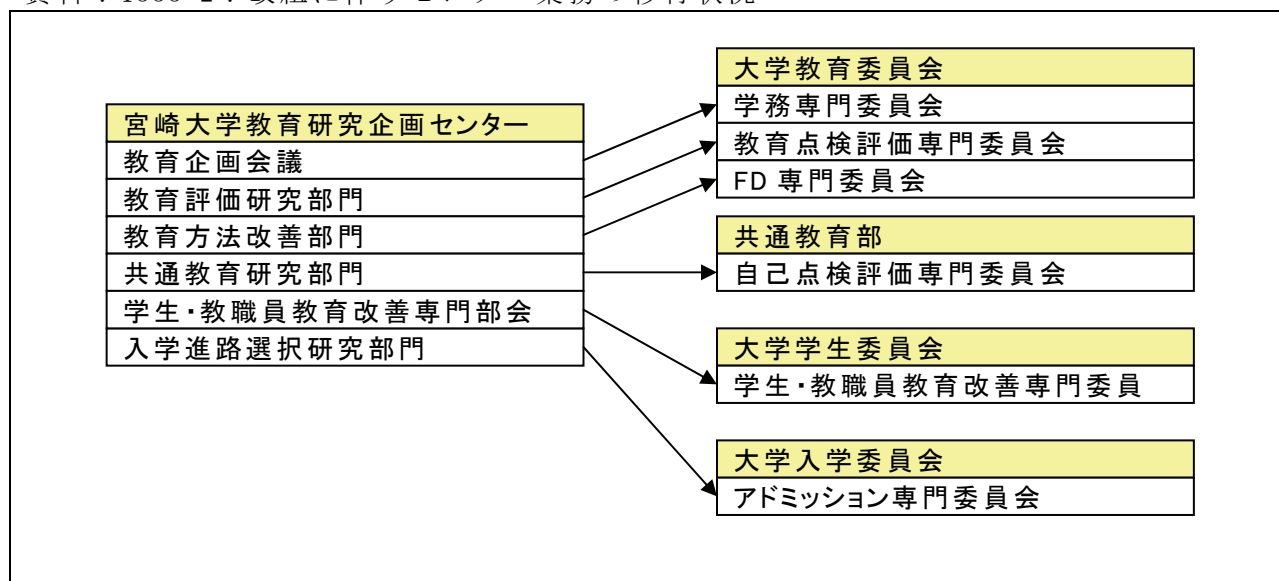 宮崎大学教育研究企画センター
教育企画会議
教育評価研究部門
教育方法改善部門
共通教育研究部門
学生・教職員教育改善専門部会
入学進路選択研究部門
大学教育委員会
学務専門委員会
教育点検評価専門委員会
FD 専門委員会
共通教育部
自己点検評価専門委員会
大学学生委員会
学生・教職員教育改善専門委員
大学入学委員会
アドミッション専門委員会